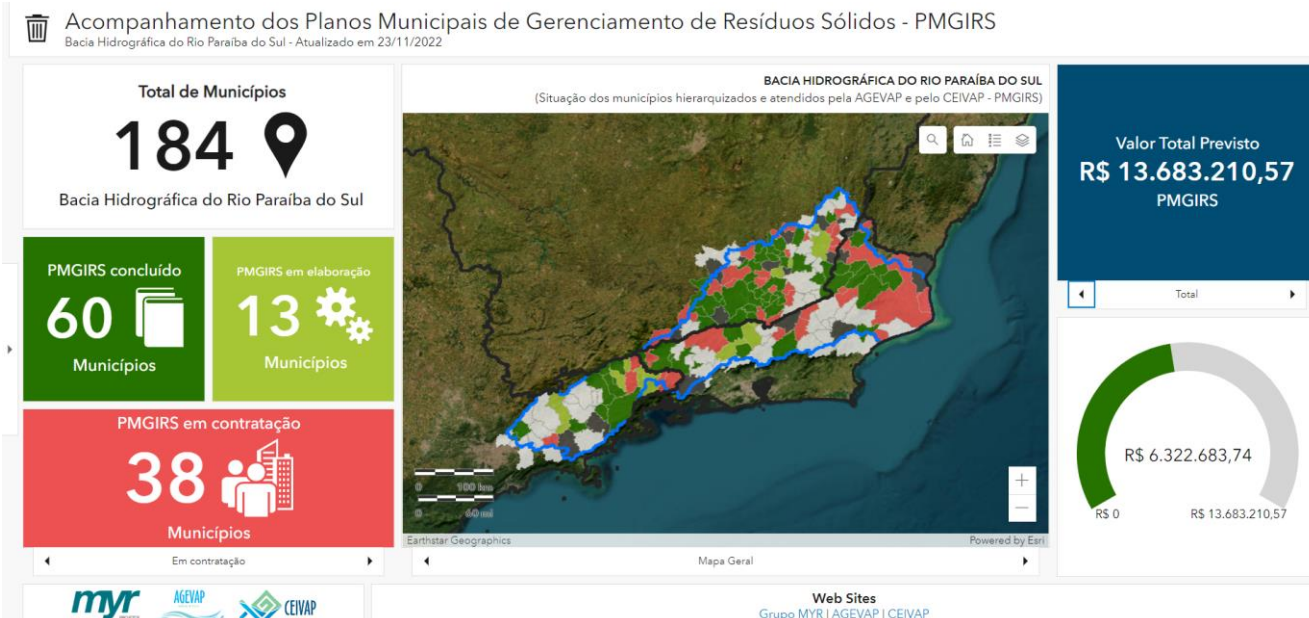 Acompanhamento dos Planos Municipais de Gerenciamento de Resíduos Sólidos - PMGIRS
Bacia Hidrográfica do Rio Paraíba do Sul - Atualizado em 23/11/2022
Total de Municípios
184
Bacia Hidrográfica do Rio Paraíba do Sul
PMGIRS concluído
60
Municípios
PMGIRS em elaboração
13
Municípios
PMGIRS em contratação
38
Municípios
Em contratação
BACIA HIDROGRÁFICA DO RIO PARAÍBA DO SUL
(Situação dos municípios hierarquizados e atendidos pela AGEVAP e pelo CEIVAP - PMGIRS)
0 100 km
0 60 mi
Earthstar Geographics
Powered by Esri
Mapa Geral
Valor Total Previsto
R$ 13.683.210,57
PMGIRS
Total
R$ 6.322.683,74
R$ 0
R$ 13.683.210,57
myr
AGEVAP
CEIVAP
Web Sites
Grupo MYR | AGEVAP | CEIVAP